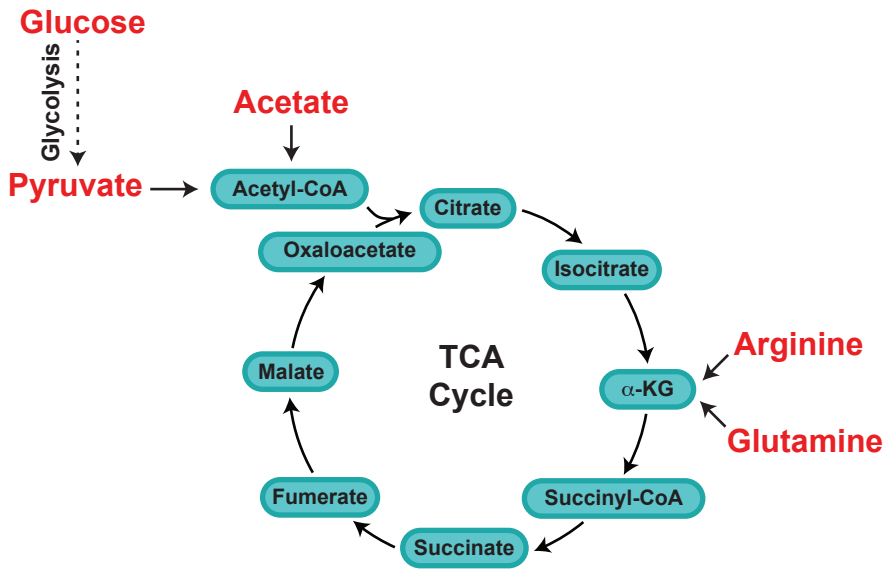 Glucose
Glycolysis
Acetate
Pyruvate
Acetyl-CoA
Citrate
Oxaloacetate
Isocitrate
TCA
Cycle
Arginine
Malate
α-KG
Glutamine
Fumerate
Succinyl-CoA
Succinate